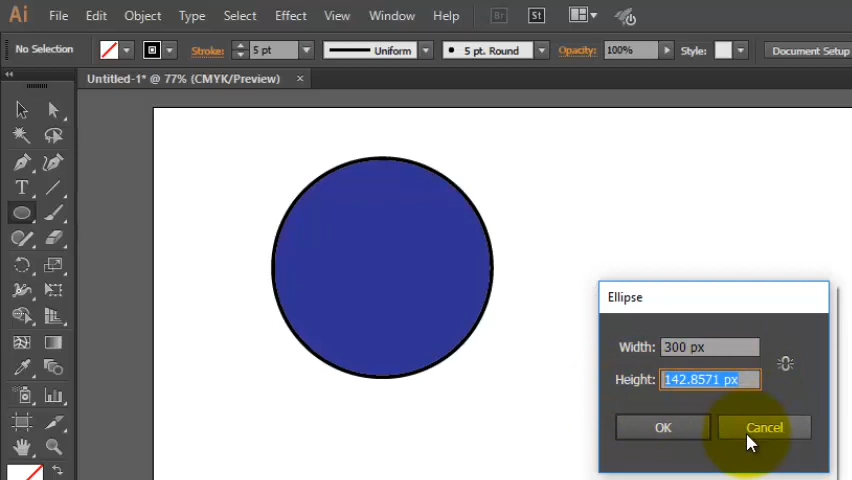 Ai File Edit Object Type Select Effect View Window Help Br St
No Selection Stroke: 5 pt Uniform 5 pt. Round Opacity: 100% Style: Document Setup
Untitled-1* @ 77% (CMYK/Preview) ×
T
Ellipse
Width: 300 px
Height: 142.8571 px
OK Cancel